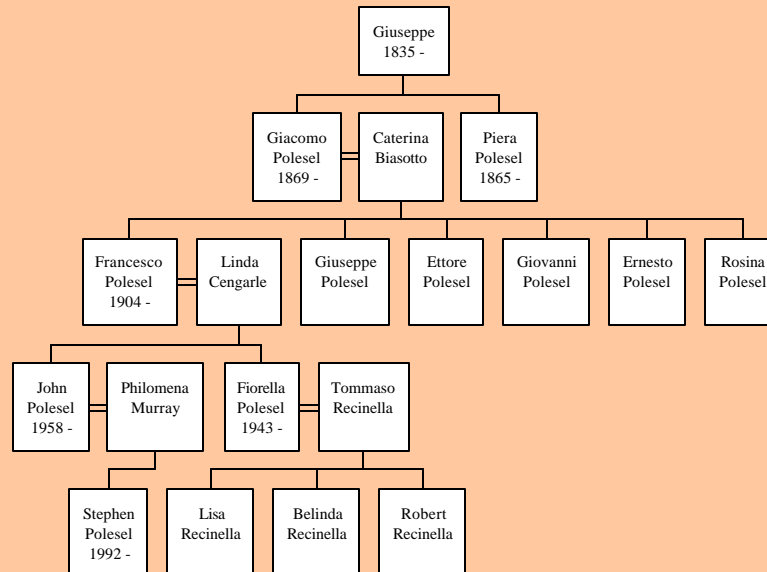 Giuseppe
1835 -
Giacomo
Polesel
1869 -
Caterina
Biasotto
Piera
Polesel
1865 -
Francesco
Polesel
1904 -
Linda
Cengarle
Giuseppe
Polesel
Ettore
Polesel
Giovanni
Polesel
Ernesto
Polesel
Rosina
Polesel
John
Polesel
1958 -
Philomena
Murray
Fiorella
Polesel
1943 -
Tommaso
Recinella
Stephen
Polesel
1992 -
Lisa
Recinella
Belinda
Recinella
Robert
Recinella